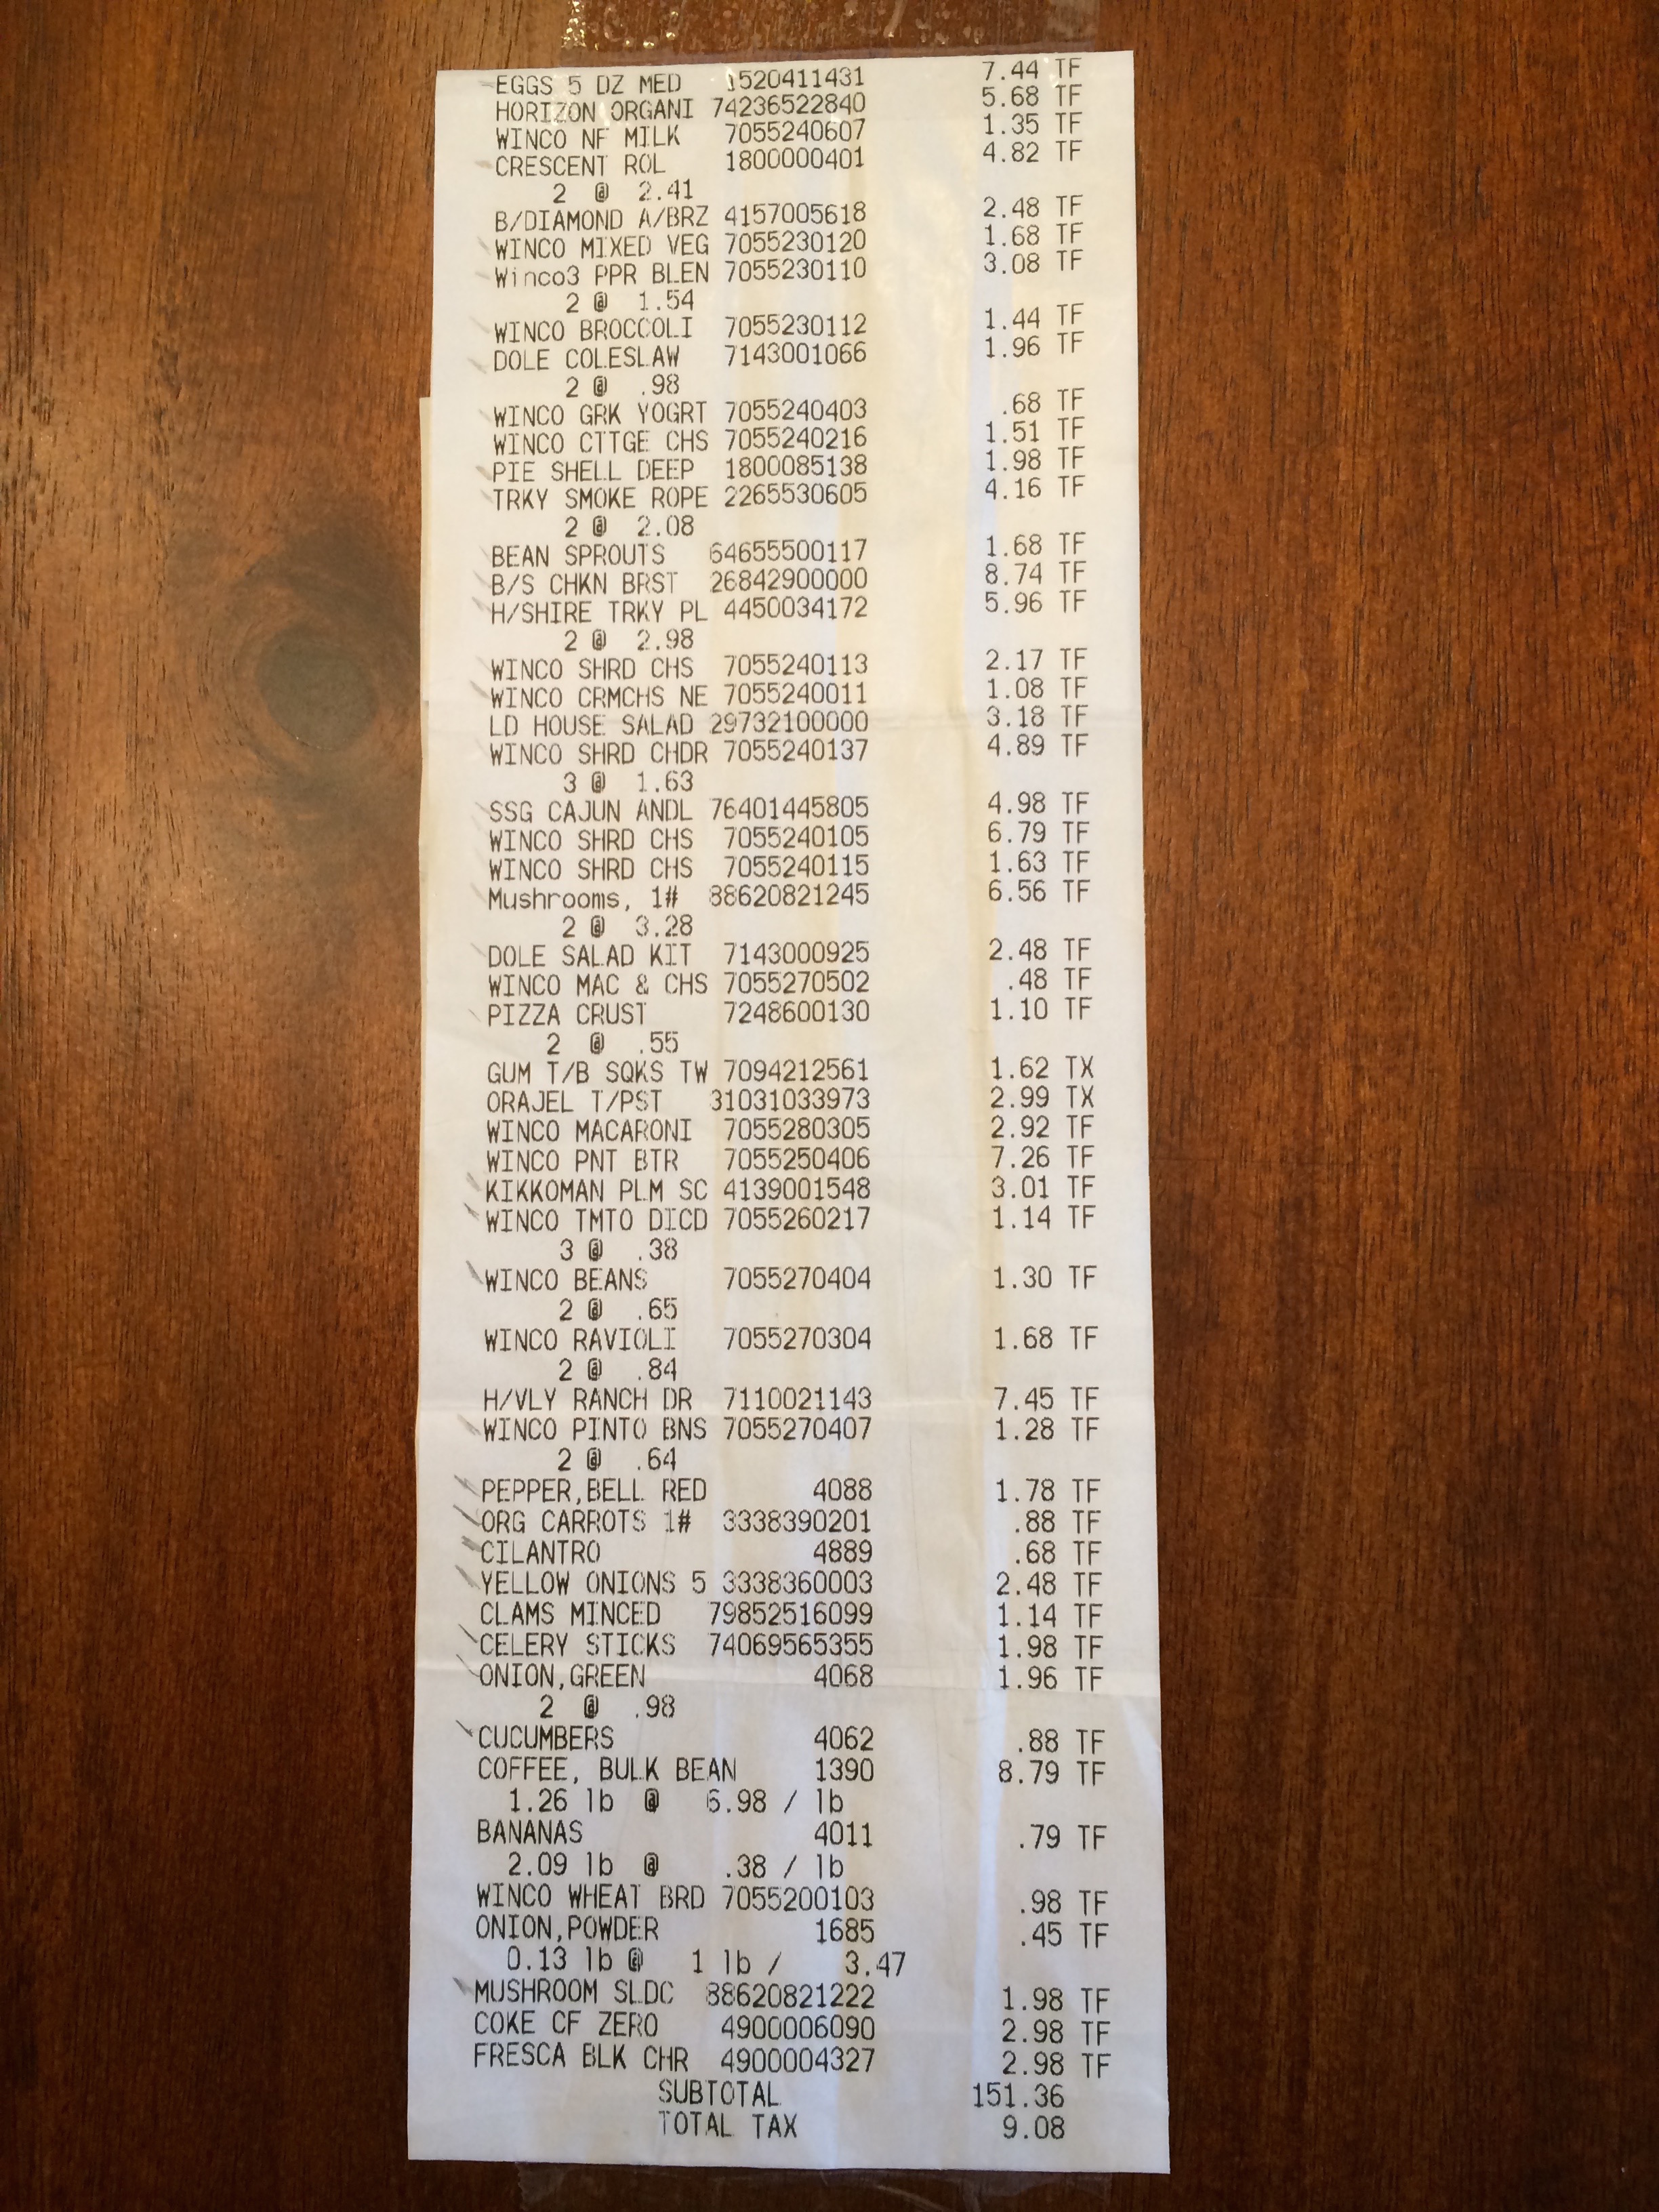 EGGS 5 DZ MED 1520411431 7.44 TF
HORIZON ORGANI 74236522840 5.68 TF
WINCO NF MILK 7055240607 1.35 TF
CRESCENT ROL 1800000401 4.82 TF
2 @ 2.41
B/DIAMOND A/BRZ 4157005618 2.48 TF
WINCO MIXED VEG 7055230120 1.68 TF
Winco3 PPR BLEN 7055230110 3.08 TF
2 @ 1.54
WINCO BROCCOLI 7055230112 1.44 TF
DOLE COLESLAW 7143001066 1.96 TF
2 @ .98
WINCO GRK YOGRT 7055240403 .68 TF
WINCO CTTGE CHS 7055240216 1.51 TF
PIE SHELL DEEP 1800085138 1.98 TF
TRKY SMOKE ROPE 2265530605 4.16 TF
2 @ 2.08
BEAN SPROUTS 64655500117 1.68 TF
B/S CHKN BRST 26842900000 8.74 TF
H/SHIRE TRKY PL 4450034172 5.96 TF
2 @ 2.98
WINCO SHRD CHS 7055240113 2.17 TF
WINCO CRMCHS NE 7055240011 1.08 TF
LD HOUSE SALAD 29732100000 3.18 TF
WINCO SHRD CHDR 7055240137 4.89 TF
3 @ 1.63
SSG CAJUN ANDL 76401445805 4.98 TF
WINCO SHRD CHS 7055240105 6.79 TF
WINCO SHRD CHS 7055240115 1.63 TF
Mushrooms, 1# 88620821245 6.56 TF
2 @ 3.28
DOLE SALAD KIT 7143000925 2.48 TF
WINCO MAC & CHS 7055270502 .48 TF
PIZZA CRUST 7248600130 1.10 TF
2 @ .55
GUM T/B SQKS TW 7094212561 1.62 TX
ORAJEL T/PST 31031033973 2.99 TX
WINCO MACARONI 7055280305 2.92 TF
WINCO PNT BTR 7055250406 7.26 TF
KIKKOMAN PLM SC 4139001548 3.01 TF
WINCO TMTO DICD 7055260217 1.14 TF
3 @ .38
WINCO BEANS 7055270404 1.30 TF
2 @ .65
WINCO RAVIOLI 7055270304 1.68 TF
2 @ .84
H/VLY RANCH DR 7110021143 7.45 TF
WINCO PINTO BNS 7055270407 1.28 TF
2 @ .64
PEPPER,BELL RED 4088 1.78 TF
ORG CARROTS 1# 3338390201 .88 TF
CILANTRO 4889 .68 TF
YELLOW ONIONS 5 3338360003 2.48 TF
CLAMS MINCED 79852516099 1.14 TF
CELERY STICKS 74069565355 1.98 TF
ONION,GREEN 4068 1.96 TF
2 @ .98
CUCUMBERS 4062 .88 TF
COFFEE, BULK BEAN 1390 8.79 TF
1.26 lb @ 6.98 / lb
BANANAS 4011 .79 TF
2.09 lb @ .38 / lb
WINCO WHEAT BRD 7055200103 .98 TF
ONION,POWDER 1685 .45 TF
0.13 lb @ 1 lb / 3.47
MUSHROOM SLDC 88620821222 1.98 TF
COKE CF ZERO 4900006090 2.98 TF
FRESCA BLK CHR 4900004327 2.98 TF
SUBTOTAL 151.36
TOTAL TAX 9.08